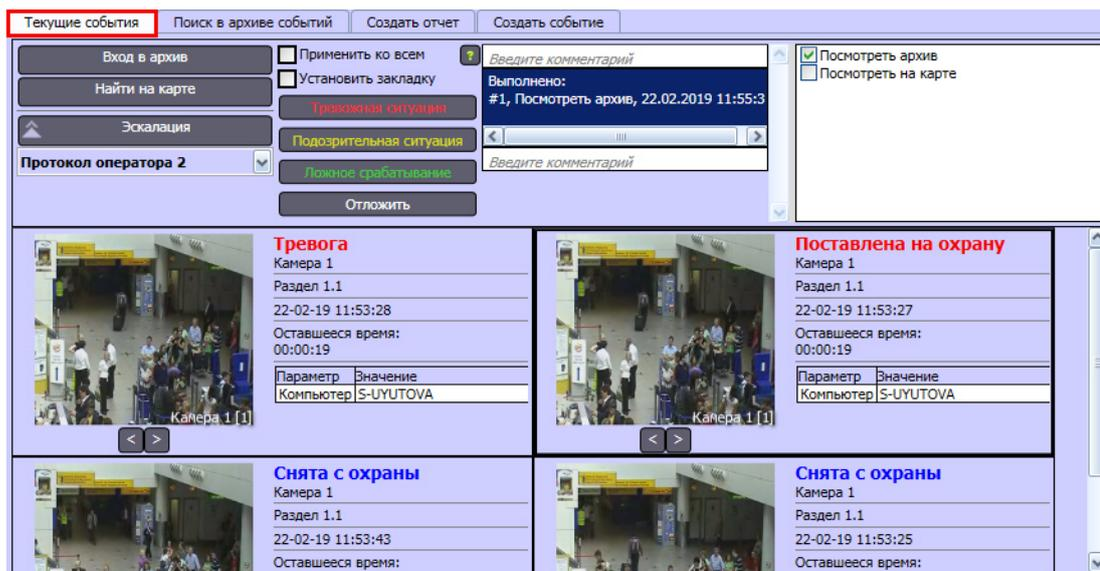 Текущие события
Поиск в архиве событий
Создать отчет
Создать событие
Вход в архив
Найти на карте
Эскалация
Протокол оператора 2
Применить ко всем
?
Установить закладку
Тревожная ситуация
Подозрительная ситуация
Ложное срабатывание
Отложить
Введите комментарий
Выполнено:
#1, Посмотреть архив, 22.02.2019 11:55:3
Введите комментарий
Посмотреть архив
Посмотреть на карте
Тревога
Камера 1
Раздел 1.1
22-02-19 11:53:28
Оставшееся время:
00:00:19
Параметр Значение
Компьютер S-UYUTOVA
Камера 1 [1]
< >
Поставлена на охрану
Камера 1
Раздел 1.1
22-02-19 11:53:27
Оставшееся время:
00:00:19
Параметр Значение
Компьютер S-UYUTOVA
Камера 1 [1]
< >
Снята с охраны
Камера 1
Раздел 1.1
22-02-19 11:53:43
Оставшееся время:
Снята с охраны
Камера 1
Раздел 1.1
22-02-19 11:53:25
Оставшееся время: